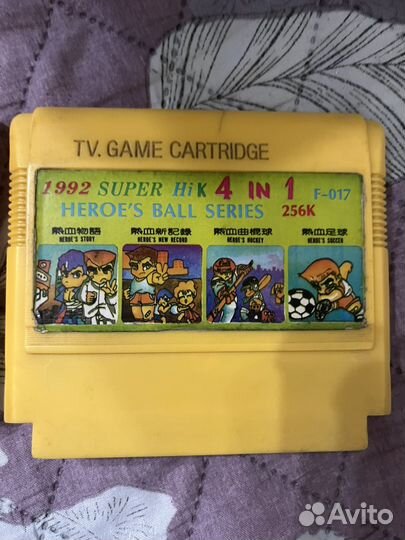 TV. GAME CARTRIDGE
1992 SUPER HiK 4 IN 1 F-017
HEROE'S BALL SERIES 256K
熱血物語 熱血新記錄 熱血曲棍球 熱血足球
HEROE'S STORY HEROE'S NEW RECORD HEROE'S HOCKEY HEROE'S SOCCER
Avito